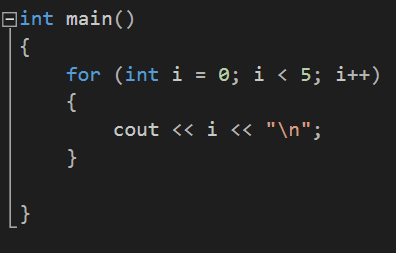 int main()
{
    for (int i = 0; i < 5; i++)
    {
        cout << i << "\n";
    }

}